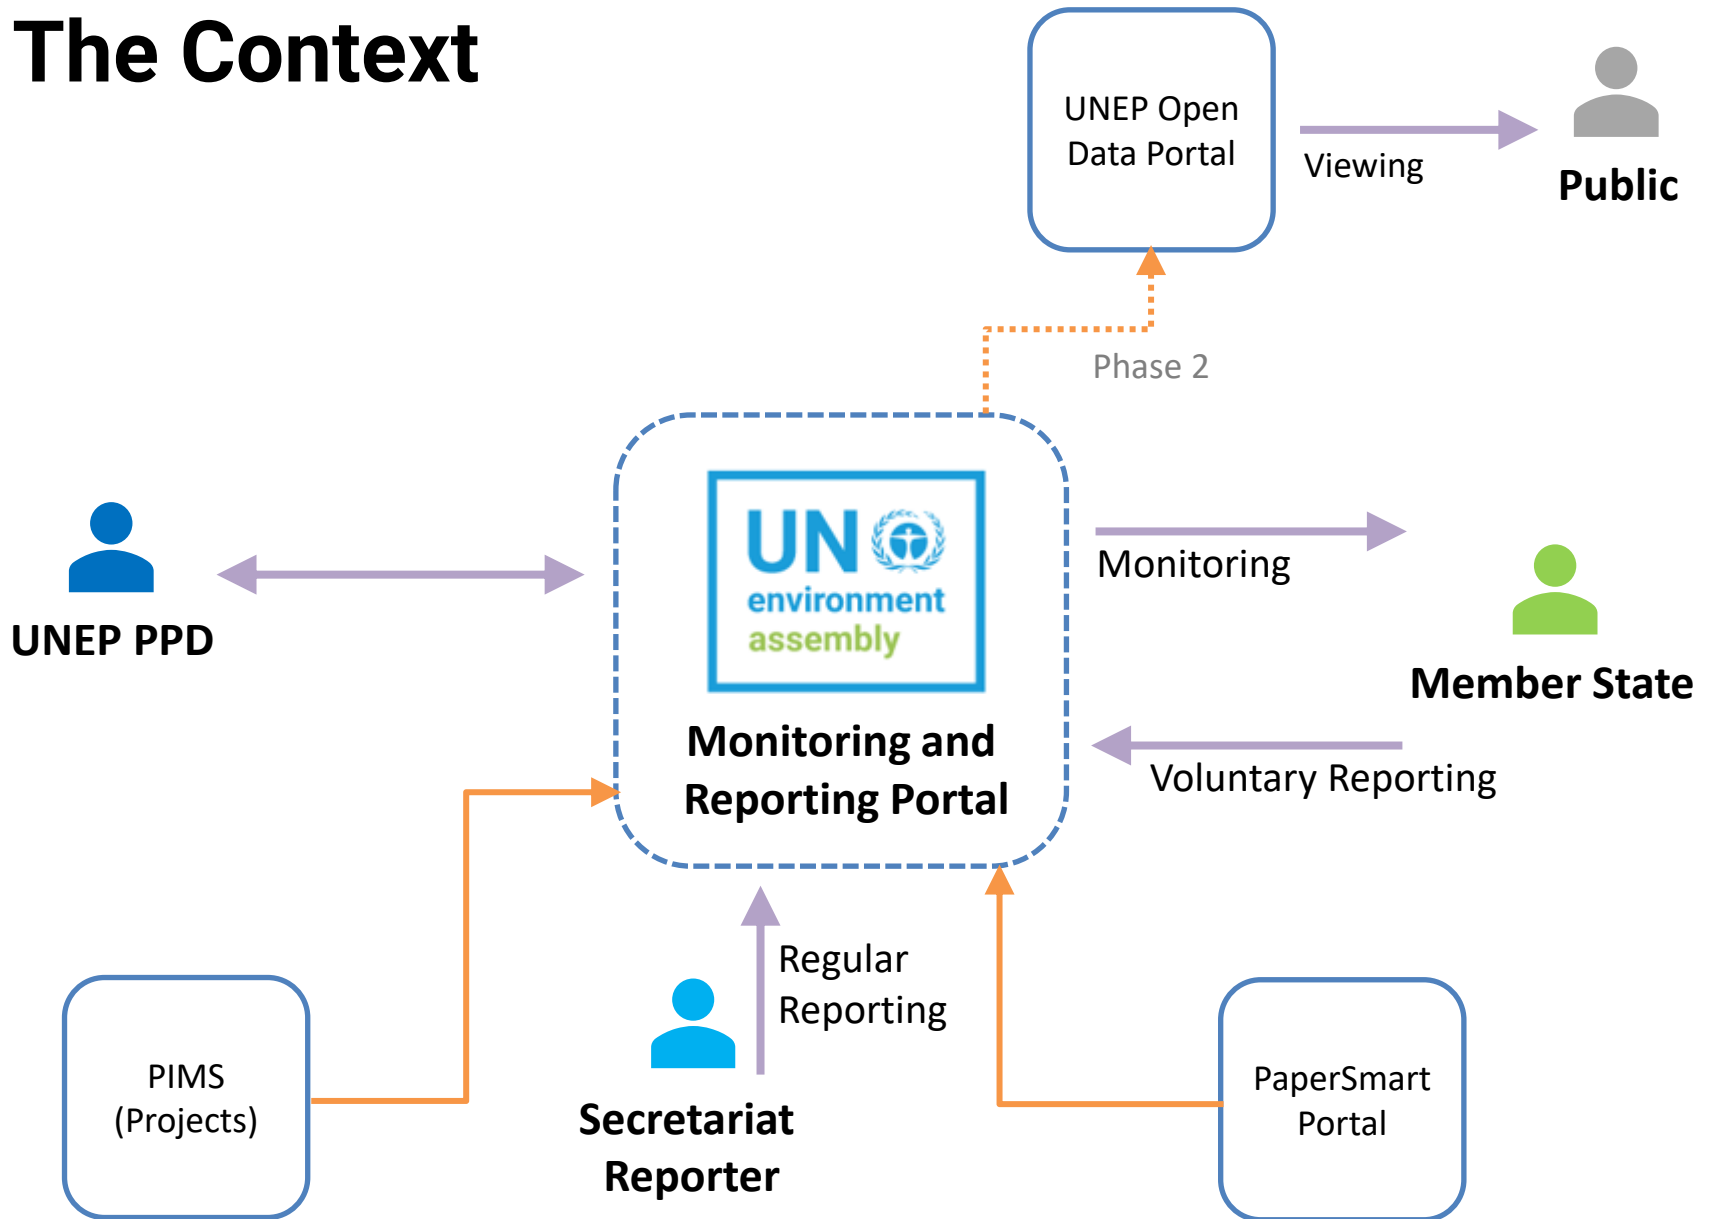 The Context
UNEP Open
Data Portal
Viewing
Public
Phase 2
UN
environment
assembly
Monitoring and
Reporting Portal
UNEP PPD
Monitoring
Member State
Voluntary Reporting
Regular
Reporting
PIMS
(Projects)
Secretariat
Reporter
PaperSmart
Portal